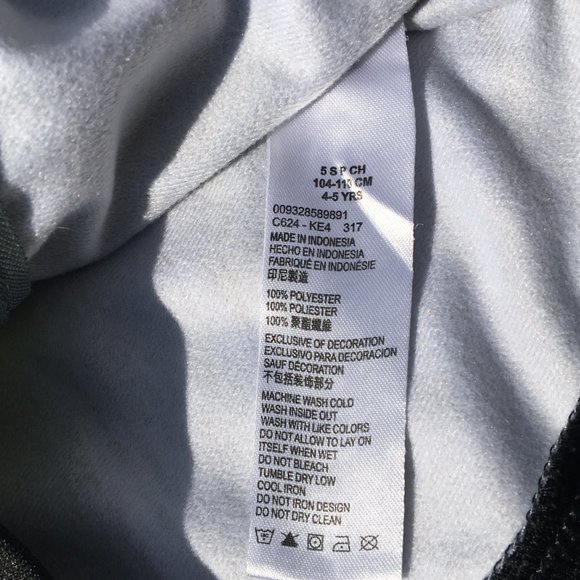 5 S P CH
104-110 CM
4-5 YRS
009328589891
C624 - KE4 317
MADE IN INDONESIA
HECHO EN INDONESIA
FABRIQUÉ EN INDONÉSIE
印尼製造
100% POLYESTER
100% POLIESTER
100% 聚酯纖維
EXCLUSIVE OF DECORATION
EXCLUSIVO PARA DECORACION
SAUF DÉCORATION
不包括装饰部分
MACHINE WASH COLD
WASH INSIDE OUT
WASH WITH LIKE COLORS
DO NOT ALLOW TO LAY ON
ITSELF WHEN WET
DO NOT BLEACH
TUMBLE DRY LOW
COOL IRON
DO NOT IRON DESIGN
DO NOT DRY CLEAN